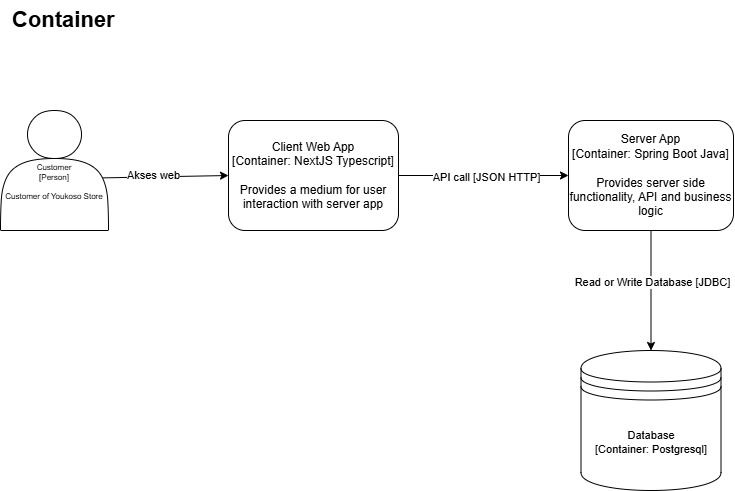 Container
Customer
[Person]
Customer of Youkoso Store
Akses web
Client Web App
[Container: NextJS Typescript]
Provides a medium for user
interaction with server app
API call [JSON HTTP]
Server App
[Container: Spring Boot Java]
Provides server side
functionality, API and business
logic
Read or Write Database [JDBC]
Database
[Container: Postgresql]